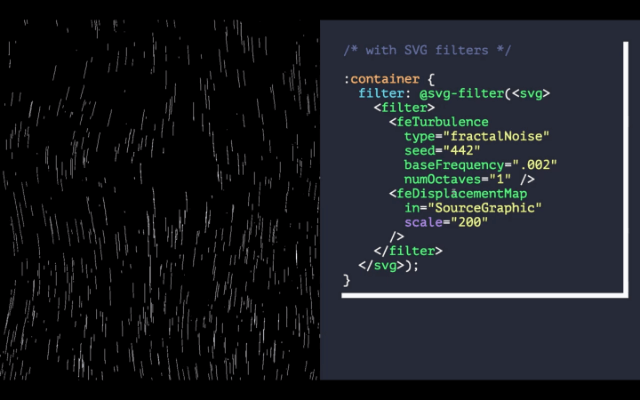 /* with SVG filters */
:container {
filter: @svg-filter(<svg>
<filter>
<feTurbulence
type="fractalNoise"
seed="442"
baseFrequency=".002"
numOctaves="1" />
<feDisplacementMap
in="SourceGraphic"
scale="200"
/>
</filter>
</svg>);
}